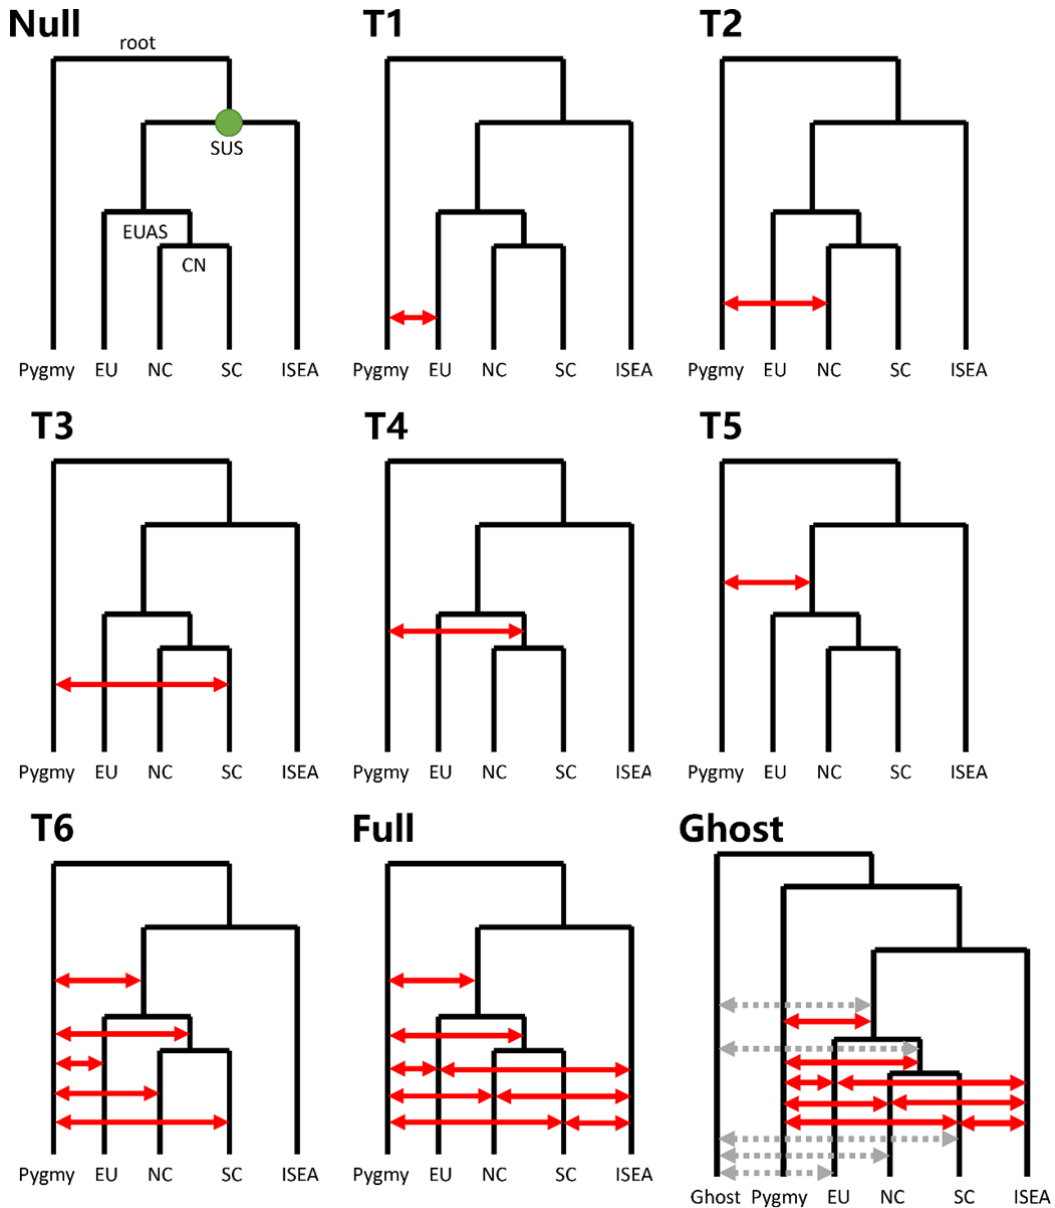 Null T1 T2
root
SUS
EUAS
CN
Pygmy EU NC SC ISEA Pygmy EU NC SC ISEA Pygmy EU NC SC ISEA
T3 T4 T5
Pygmy EU NC SC ISEA Pygmy EU NC SC ISEA Pygmy EU NC SC ISEA
T6 Full Ghost
Pygmy EU NC SC ISEA Pygmy EU NC SC ISEA
Ghost Pygmy EU NC SC ISEA